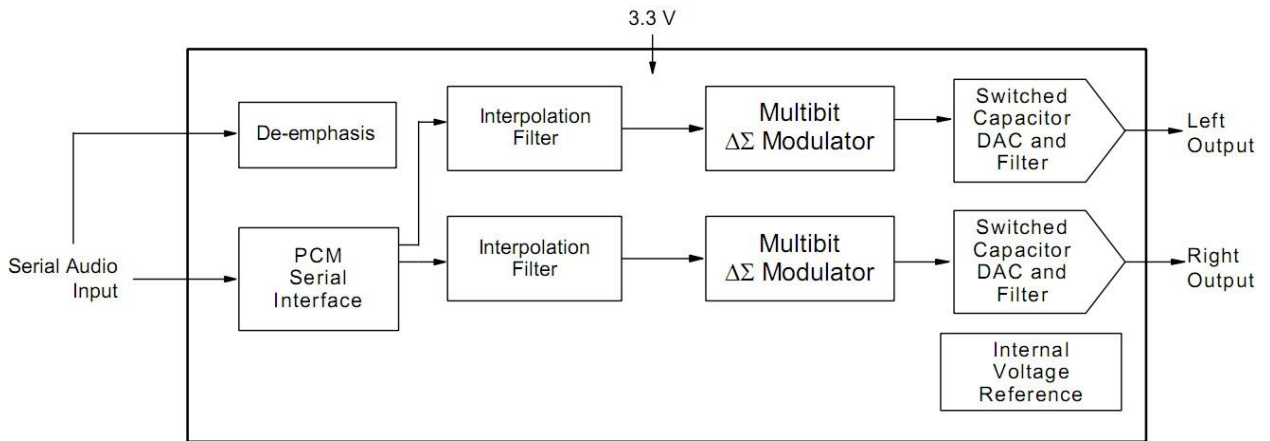 3.3 V
De-emphasis
Interpolation
Filter
Multibit
ΔΣ Modulator
Switched
Capacitor
DAC and
Filter
Left
Output
Serial Audio
Input
PCM
Serial
Interface
Interpolation
Filter
Multibit
ΔΣ Modulator
Switched
Capacitor
DAC and
Filter
Right
Output
Internal
Voltage
Reference